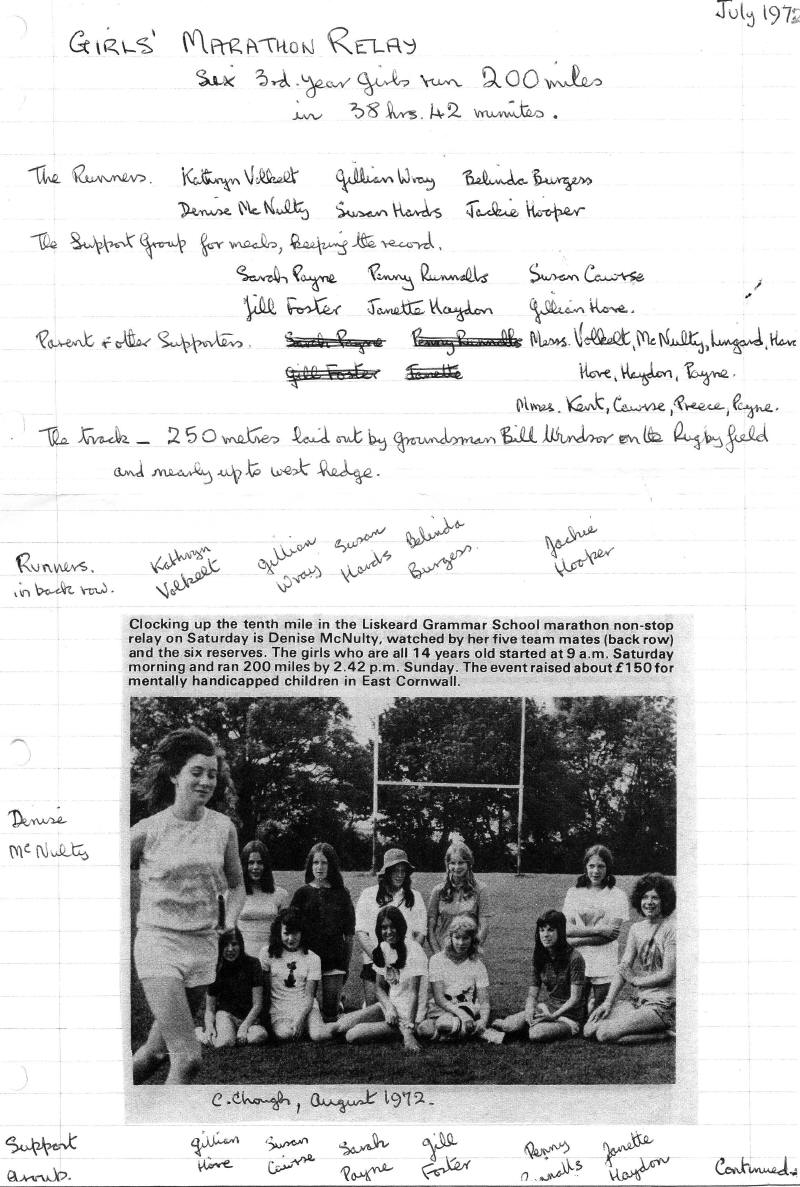 July 1972
GIRLS' MARATHON RELAY
Six 3rd. Year Girls run 200 miles
in 38 hrs. 42 minutes.
The Runners. Kathryn Volkelt Gillian Wray Belinda Burgess
Denise McNulty Susan Hards Jackie Hooper
The Support Group for meals, keeping the record.
Sarah Payne Penny Runnalls Susan Cawrse
Jill Foster Janette Haydon Gillian Hore.
Parent & other Supporters. Sarah Payne Penny Runnalls Messs. Volkelt, McNulty, Lingard,
Gill Foster Janette Hore, Haydon, Payne.
Mmes. Kent, Cawrse, Preece, Payne.
The track – 250 metres laid out by groundsman Bill Windsor on the Rugby field
and nearly up to west hedge.
Runners. Kathryn Gillian Susan Belinda Jackie
in back row. Volkelt Wray Hards Burgess. Hooper
Clocking up the tenth mile in the Liskeard Grammar School marathon non-stop
relay on Saturday is Denise McNulty, watched by her five team mates (back row)
and the six reserves. The girls who are all 14 years old started at 9 a.m. Saturday
morning and ran 200 miles by 2.42 p.m. Sunday. The event raised about £150 for
mentally handicapped children in East Cornwall.
Denise
McNulty
C. Chough, August 1972.
Support Gillian Susan Sarah Gill Penny Janette
Group. Hore Cawrse Payne Foster Runnalls Haydon Continued.